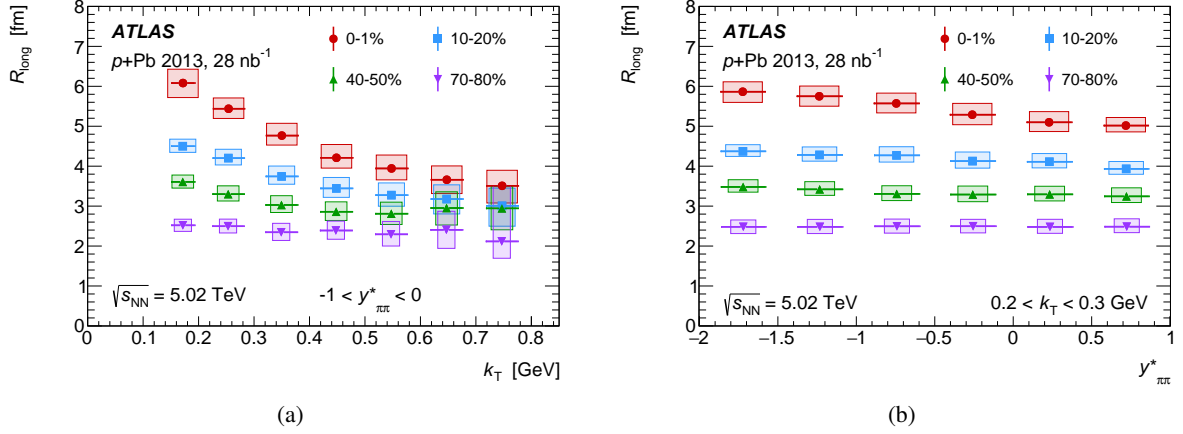 R_long [fm]
8
7
6
5
4
3
2
1
0
ATLAS
p+Pb 2013, 28 nb⁻¹
0-1%
10-20%
40-50%
70-80%
√s_NN = 5.02 TeV
-1 < y*_ππ < 0
0 0.1 0.2 0.3 0.4 0.5 0.6 0.7 0.8
k_T [GeV]
(a)
R_long [fm]
8
7
6
5
4
3
2
1
0
ATLAS
p+Pb 2013, 28 nb⁻¹
0-1%
10-20%
40-50%
70-80%
√s_NN = 5.02 TeV
0.2 < k_T < 0.3 GeV
−2 −1.5 −1 −0.5 0 0.5 1
y*_ππ
(b)